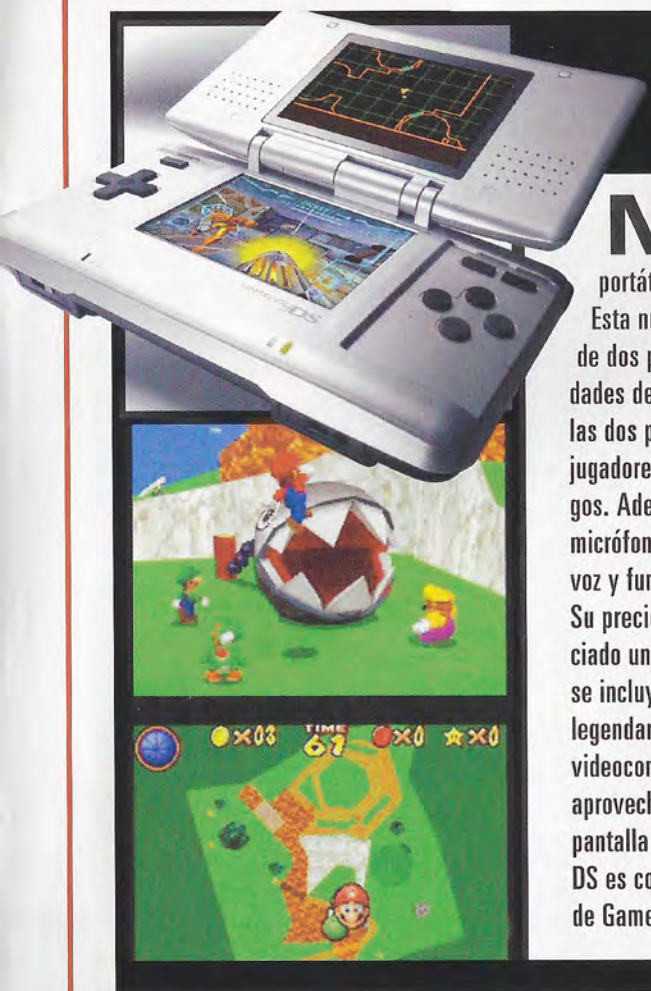 N
portát
Esta nu
de dos p
dades de
las dos p
jugadore
gos. Ade
micrófon
voz y fun
Su preci
ciado un
se incluy
legendar
videocon
aprovech
pantalla
DS es co
de Game
×03
TIME
61
×0
×0